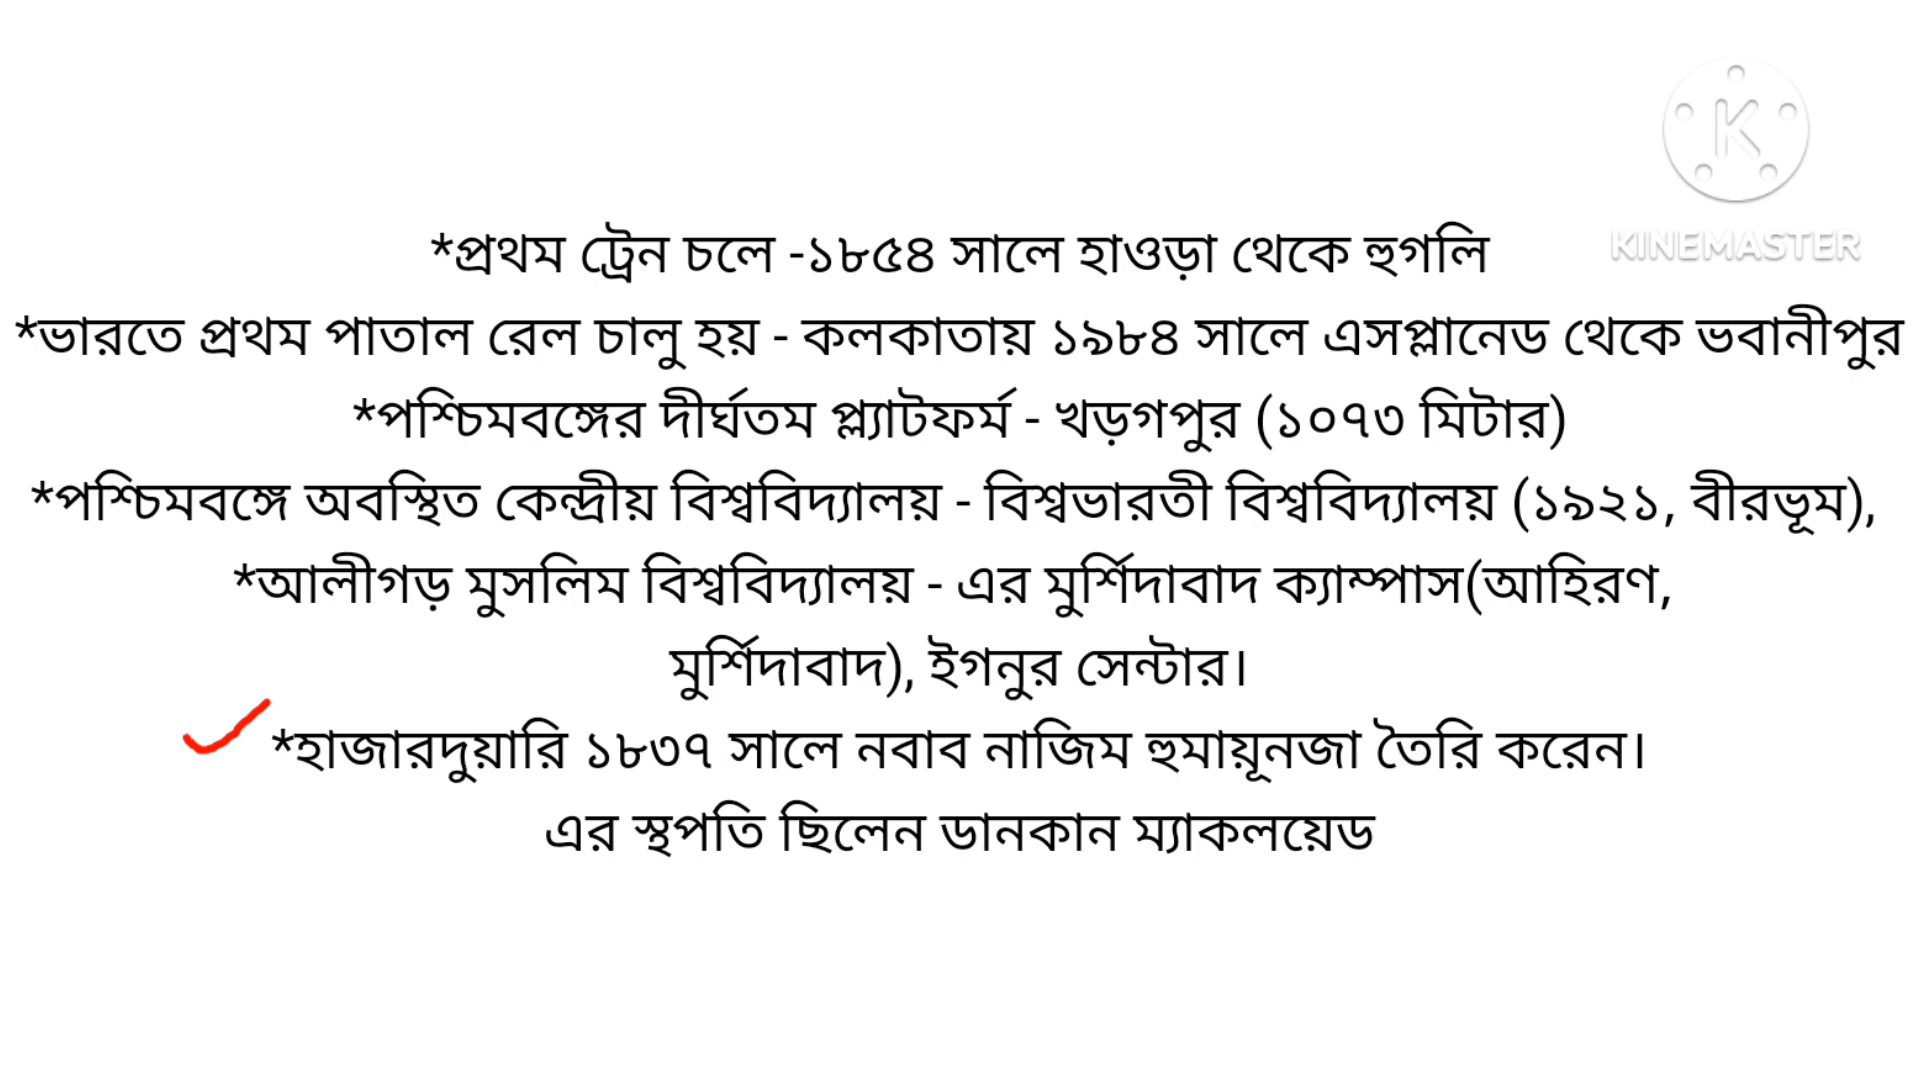 KINEMASTER
*প্রথম ট্রেন চলে -১৮৫৪ সালে হাওড়া থেকে হুগলি
*ভারতে প্রথম পাতাল রেল চালু হয় - কলকাতায় ১৯৮৪ সালে এসপ্লানেড থেকে ভবানীপুর
*পশ্চিমবঙ্গের দীর্ঘতম প্ল্যাটফর্ম - খড়গপুর (১০৭৩ মিটার)
*পশ্চিমবঙ্গে অবস্থিত কেন্দ্রীয় বিশ্ববিদ্যালয় - বিশ্বভারতী বিশ্ববিদ্যালয় (১৯২১, বীরভূম),
*আলীগড় মুসলিম বিশ্ববিদ্যালয় - এর মুর্শিদাবাদ ক্যাম্পাস(আহিরণ,
মুর্শিদাবাদ), ইগনুর সেন্টার।
*হাজারদুয়ারি ১৮৩৭ সালে নবাব নাজিম হুমায়ূনজা তৈরি করেন।
এর স্থপতি ছিলেন ডানকান ম্যাকলয়েড